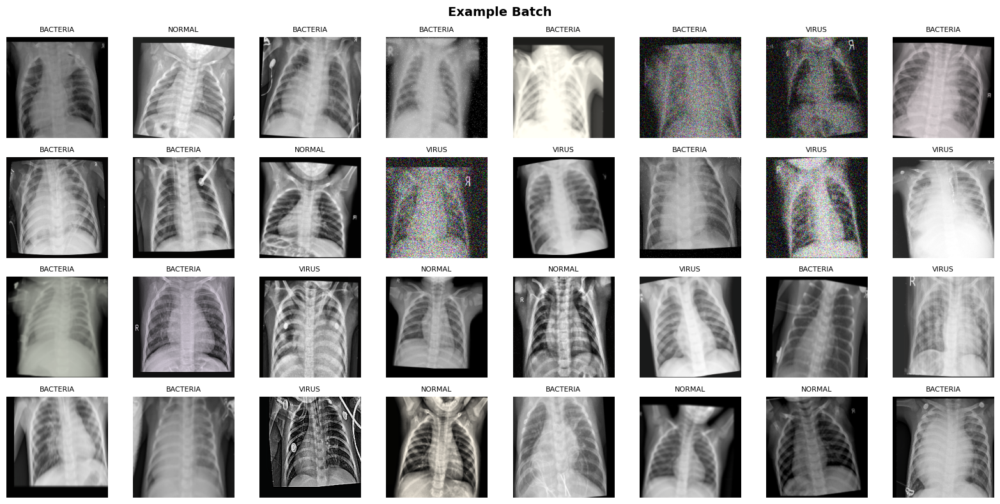 Example Batch
BACTERIA NORMAL BACTERIA BACTERIA BACTERIA BACTERIA VIRUS BACTERIA
R
R
BACTERIA BACTERIA NORMAL VIRUS VIRUS BACTERIA VIRUS VIRUS
R
BACTERIA BACTERIA VIRUS NORMAL NORMAL VIRUS BACTERIA VIRUS
R
R
R
R
BACTERIA BACTERIA VIRUS NORMAL BACTERIA NORMAL NORMAL BACTERIA